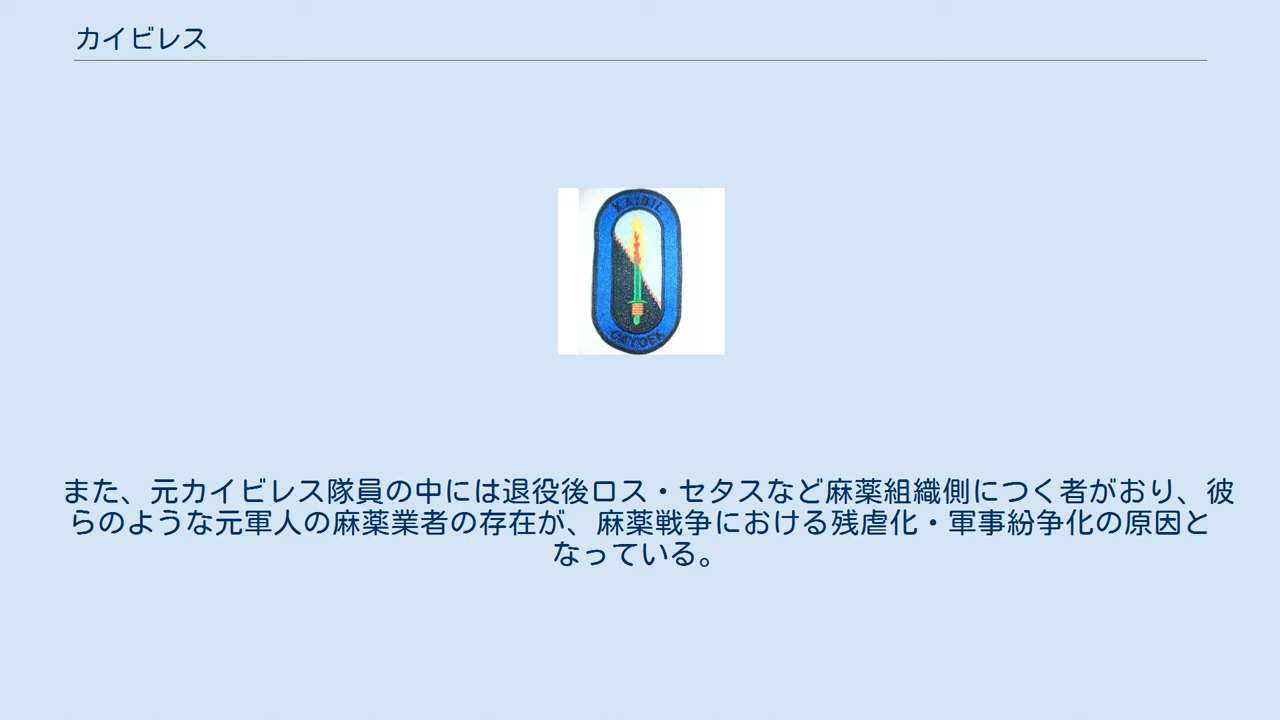 カイビレス
KAIBIL
また、元カイビレス隊員の中には退役後ロス・セタスなど麻薬組織側につく者がおり、彼
らのような元軍人の麻薬業者の存在が、麻薬戦争における残虐化・軍事紛争化の原因と
なっている。